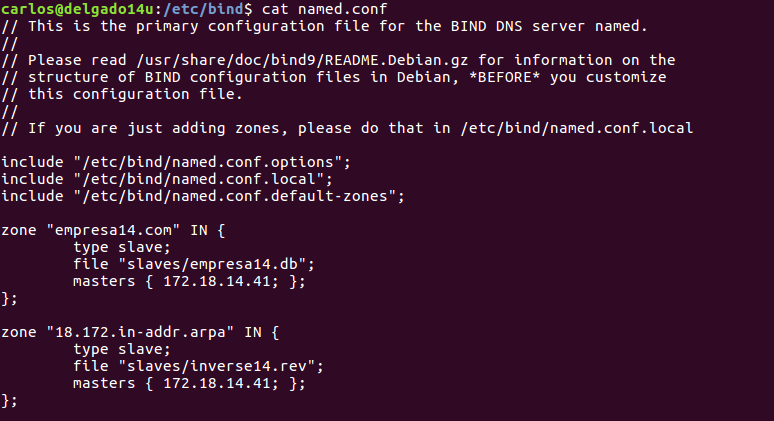 carlos@delgado14u:/etc/bind$ cat named.conf
// This is the primary configuration file for the BIND DNS server named.
//
// Please read /usr/share/doc/bind9/README.Debian.gz for information on the
// structure of BIND configuration files in Debian, *BEFORE* you customize
// this configuration file.
//
// If you are just adding zones, please do that in /etc/bind/named.conf.local

include "/etc/bind/named.conf.options";
include "/etc/bind/named.conf.local";
include "/etc/bind/named.conf.default-zones";

zone "empresa14.com" IN {
        type slave;
        file "slaves/empresa14.db";
        masters { 172.18.14.41; };
};

zone "18.172.in-addr.arpa" IN {
        type slave;
        file "slaves/inverse14.rev";
        masters { 172.18.14.41; };
};